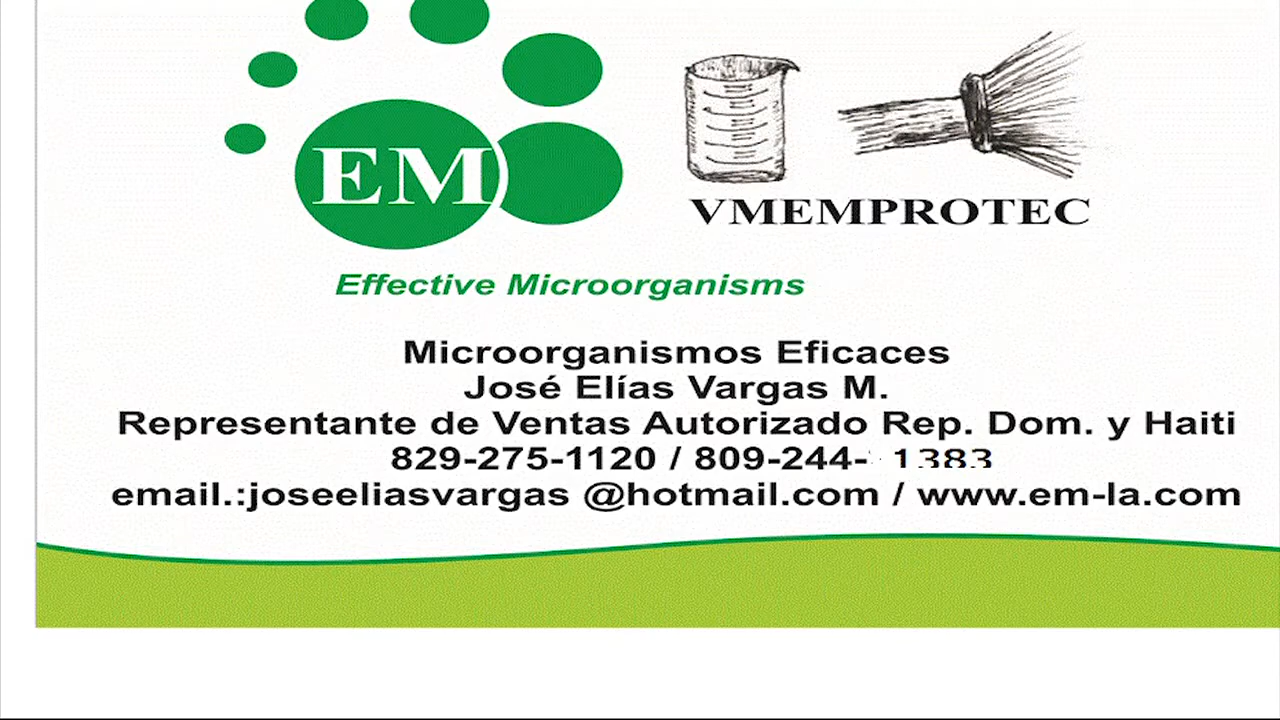 EM
VMEMPROTEC
Effective Microorganisms
Microorganismos Eficaces
José Elías Vargas M.
Representante de Ventas Autorizado Rep. Dom. y Haiti
829-275-1120 / 809-244- 1383
email.:joseeliasvargas @hotmail.com / www.em-la.com